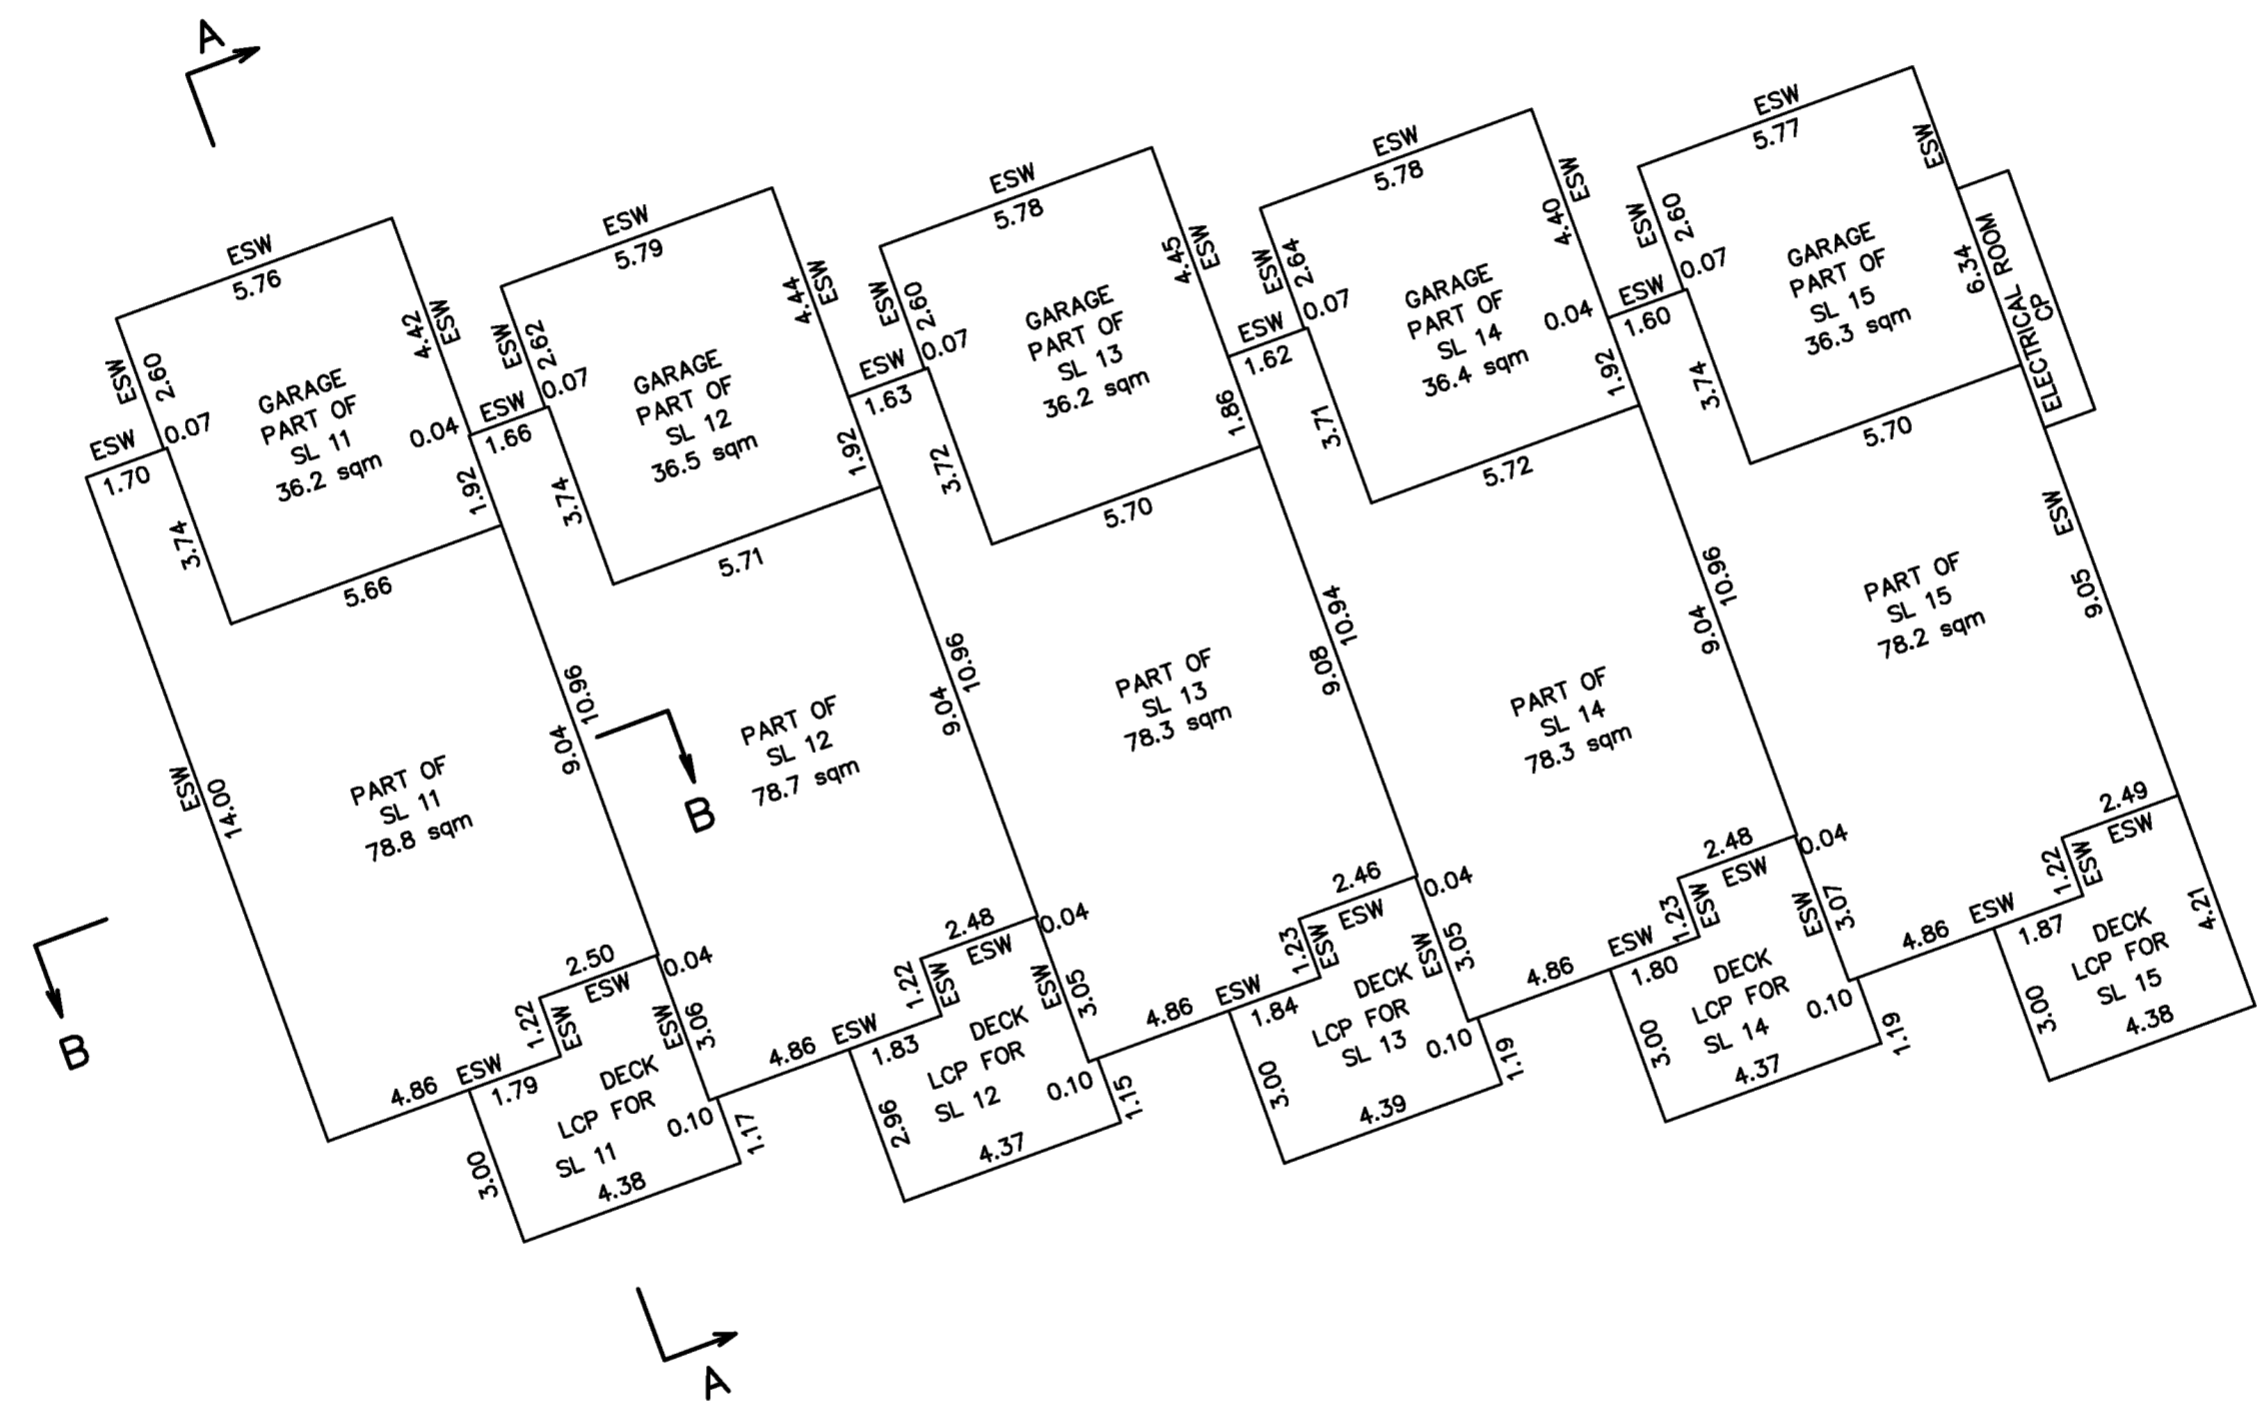 A
ESW
5.76
ESW
2.60
0.07
ESW
1.70
3.74
4.42
ESW
0.04
1.92
GARAGE
PART OF
SL 11
36.2 sqm
5.66
ESW
14.00
PART OF
SL 11
78.8 sqm
10.96
9.04
2.50
ESW
0.04
1.22
ESW
4.86
ESW
1.79
ESW
3.06
DECK
LCP FOR
SL 11
0.10
1.17
3.00
4.38
ESW
5.79
ESW
2.62
0.07
ESW
1.66
3.74
4.44
ESW
1.92
GARAGE
PART OF
SL 12
36.5 sqm
5.71
PART OF
SL 12
78.7 sqm
10.96
9.04
2.48
ESW
0.04
1.22
ESW
4.86
ESW
1.83
ESW
3.05
DECK
LCP FOR
SL 12
0.10
1.15
2.96
4.37
ESW
5.78
ESW
2.60
0.07
ESW
1.63
3.72
4.45
ESW
1.86
GARAGE
PART OF
SL 13
36.2 sqm
5.70
PART OF
SL 13
78.3 sqm
10.94
9.08
2.46
ESW
0.04
1.23
ESW
4.86
ESW
1.84
ESW
3.05
DECK
LCP FOR
SL 13
0.10
1.19
3.00
4.39
ESW
5.78
ESW
2.64
0.07
ESW
1.62
3.71
4.40
ESW
0.04
1.92
GARAGE
PART OF
SL 14
36.4 sqm
5.72
PART OF
SL 14
78.3 sqm
10.96
9.04
2.48
ESW
0.04
1.23
ESW
4.86
ESW
1.80
ESW
3.07
DECK
LCP FOR
SL 14
0.10
1.19
3.00
4.37
ESW
5.77
ESW
2.60
0.07
ESW
1.60
3.74
ESW
6.34
ELECTRICAL ROOM
CP
GARAGE
PART OF
SL 15
36.3 sqm
5.70
ESW
9.05
PART OF
SL 15
78.2 sqm
2.49
ESW
1.22
ESW
4.86
ESW
1.87
4.21
DECK
LCP FOR
SL 15
3.00
4.38
B
B
A